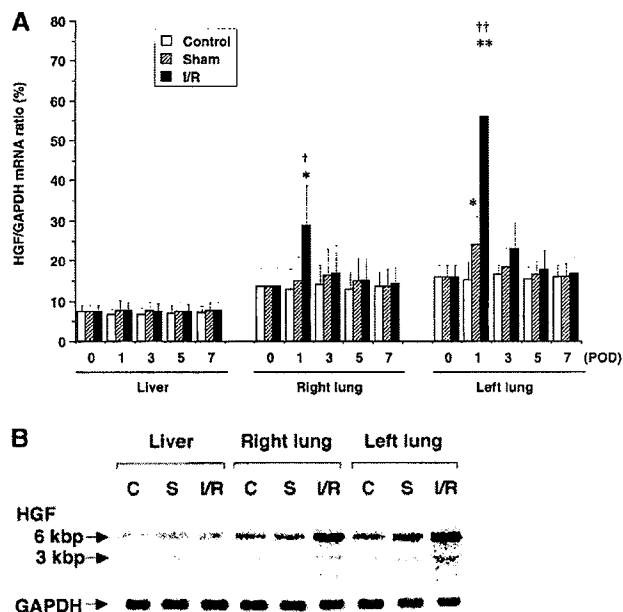 A
HGF/GAPDH mRNA ratio (%)
80
70
60
50
40
30
20
10
0
Control
Sham
I/R
†
*
*
††
**
0 1 3 5 7 0 1 3 5 7 0 1 3 5 7 (POD)
Liver Right lung Left lung
B
Liver Right lung Left lung
C S I/R C S I/R C S I/R
HGF
6 kbp
3 kbp
GAPDH